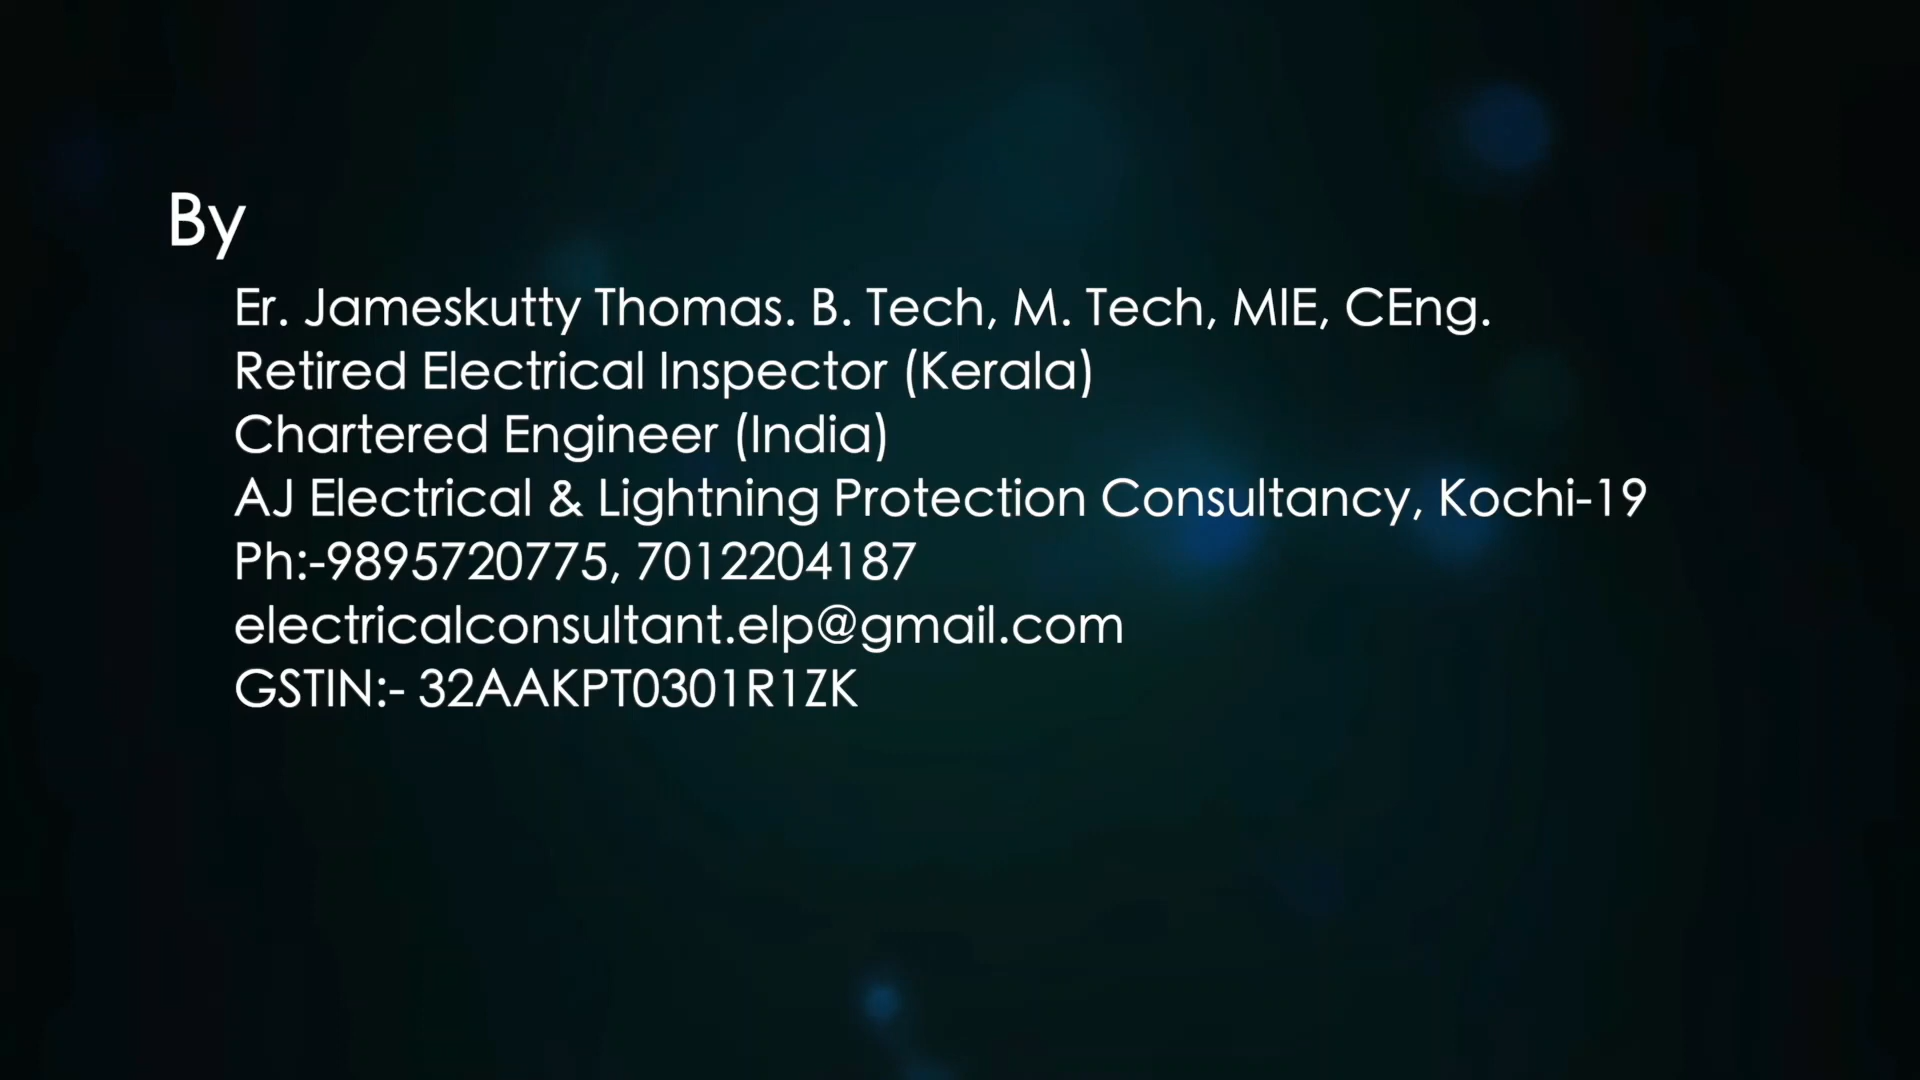 By
Er. Jameskutty Thomas. B. Tech, M. Tech, MIE, CEng.
Retired Electrical Inspector (Kerala)
Chartered Engineer (India)
AJ Electrical & Lightning Protection Consultancy, Kochi-19
Ph:-9895720775, 7012204187
electricalconsultant.elp@gmail.com
GSTIN:- 32AAKPT0301R1ZK